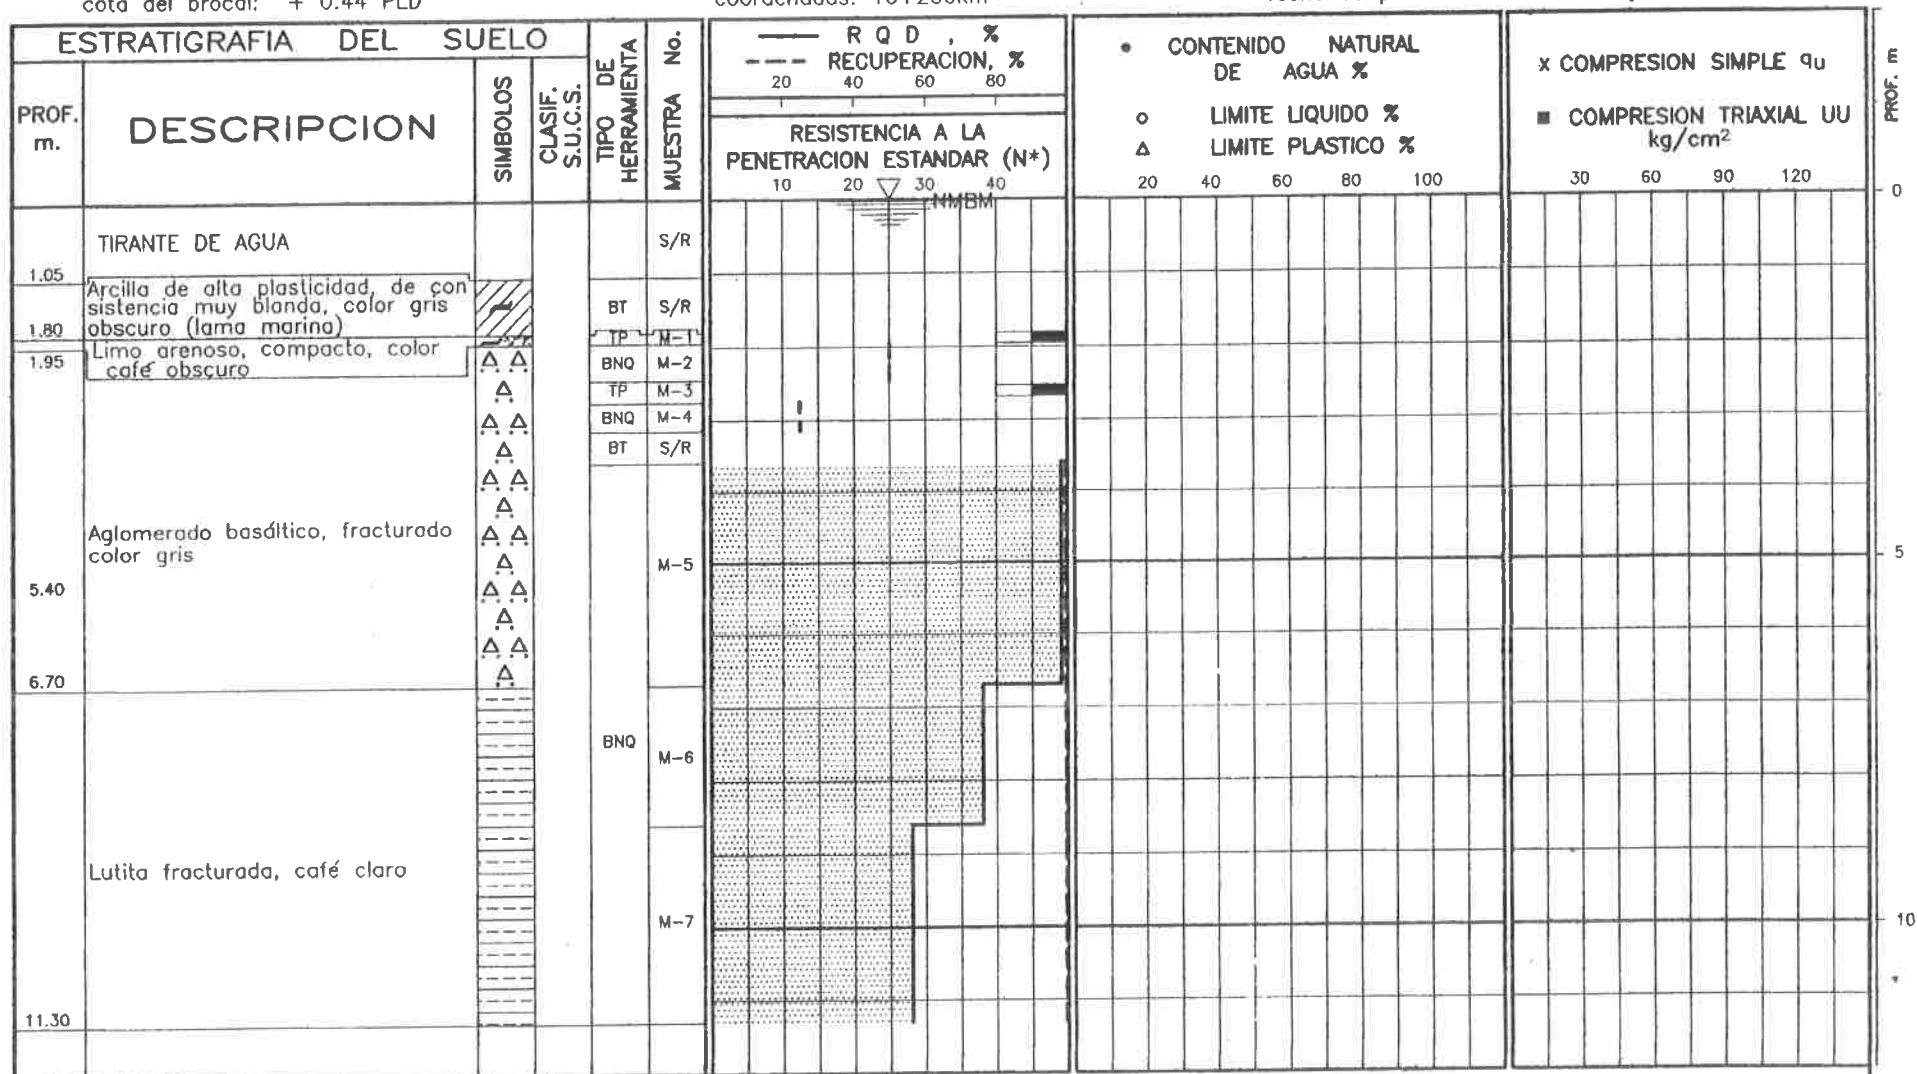 cota del brocal: + 0.44 PLD
coordenadas:
ESTRATIGRAFIA DEL SUELO
PROF. m.
DESCRIPCION
SIMBOLOS
CLASIF. S.U.C.S.
TIPO DE HERRAMIENTA
MUESTRA No.
R Q D , %
RECUPERACION, %
20 40 60 80
RESISTENCIA A LA
PENETRACION ESTANDAR (N*)
10 20 30 40
NMBM
• CONTENIDO NATURAL
DE AGUA %
○ LIMITE LIQUIDO %
△ LIMITE PLASTICO %
20 40 60 80 100
x COMPRESION SIMPLE qu
■ COMPRESION TRIAXIAL UU
kg/cm²
30 60 90 120
PROF. m
0
TIRANTE DE AGUA
S/R
1.05
Arcilla de alta plasticidad, de con
sistencia muy blanda, color gris
obscuro (lama marina)
BT S/R
1.80
TP M-1
Limo arenoso, compacto, color
café obscuro
1.95
BNQ M-2
TP M-3
BNQ M-4
BT S/R
Aglomerado basáltico, fracturado
color gris
M-5
5
5.40
6.70
BNQ
M-6
Lutita fracturada, café claro
M-7
10
11.30